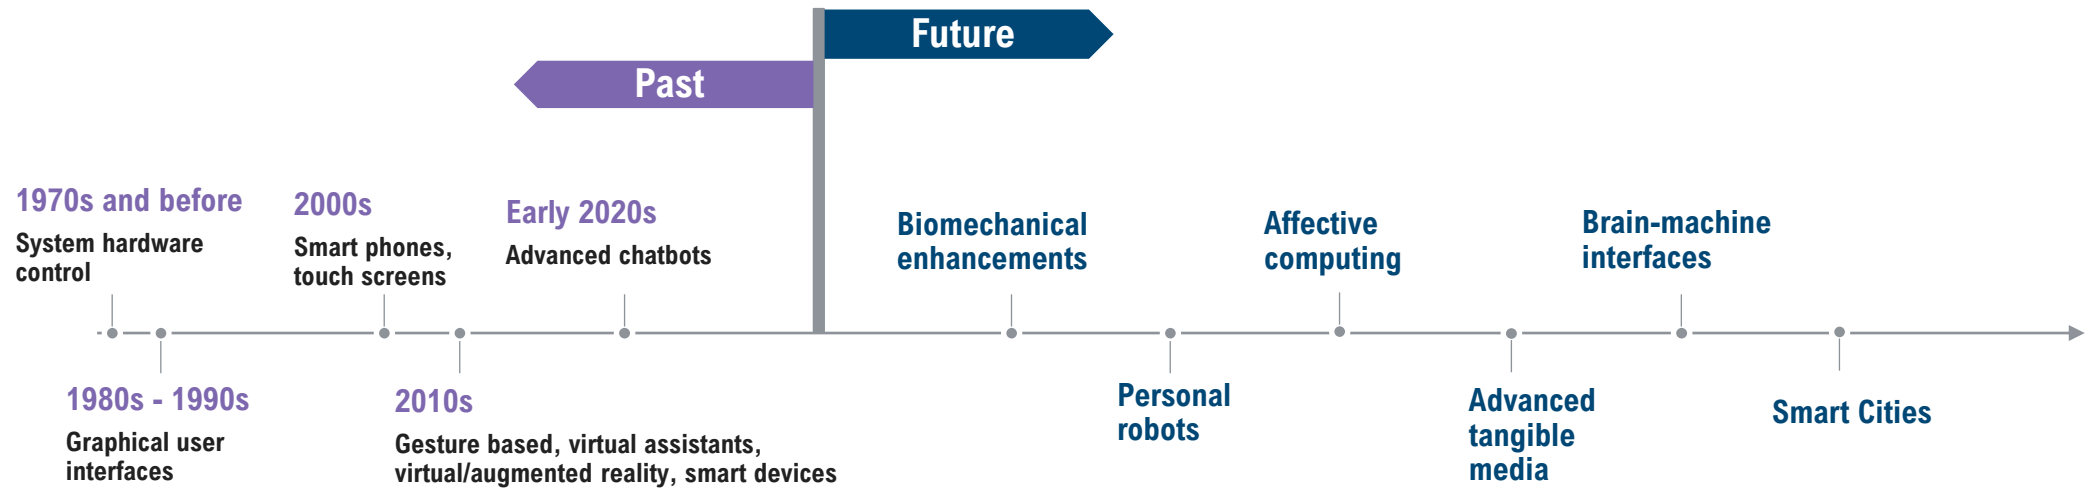 Future
Past
1970s and before
System hardware
control
1980s - 1990s
Graphical user
interfaces
2000s
Smart phones,
touch screens
2010s
Gesture based, virtual assistants,
virtual/augmented reality, smart devices
Early 2020s
Advanced chatbots
Biomechanical
enhancements
Personal
robots
Affective
computing
Advanced
tangible
media
Brain-machine
interfaces
Smart Cities